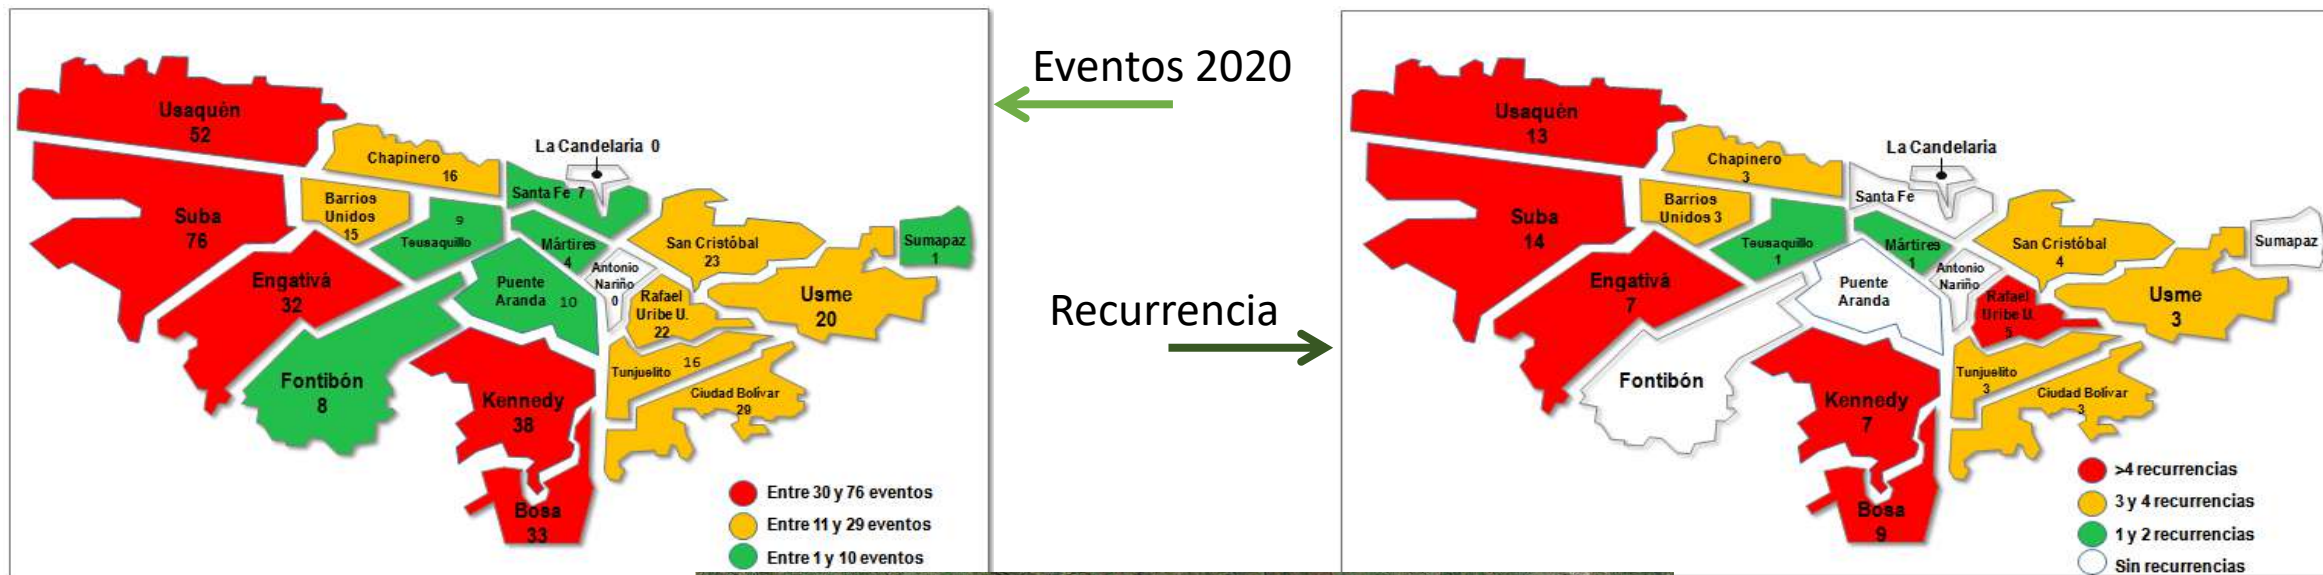 Eventos 2020
Recurrencia
Usaquén
52
Chapinero
16
La Candelaria 0
Santa Fe 7
Suba
76
Barrios
Unidos
15
9
Teusaquillo
Mártires
4
San Cristóbal
23
Sumapaz
1
Engativá
32
Puente
Aranda 10
Antonio
Nariño
0
Rafael
Uribe U.
22
Usme
20
Fontibón
8
Tunjuelito 16
Kennedy
38
Ciudad Bolívar
29
Bosa
33
Entre 30 y 76 eventos
Entre 11 y 29 eventos
Entre 1 y 10 eventos
Usaquén
13
Chapinero
3
La Candelaria
Santa Fe
Suba
14
Barrios
Unidos 3
Teusaquillo
1
Mártires
1
San Cristóbal
4
Sumapaz
Engativá
7
Puente
Aranda
Antonio
Nariño
Rafael
Uribe U.
5
Usme
3
Fontibón
Tunjuelito
3
Kennedy
7
Ciudad Bolívar
3
Bosa
9
>4 recurrencias
3 y 4 recurrencias
1 y 2 recurrencias
Sin recurrencias